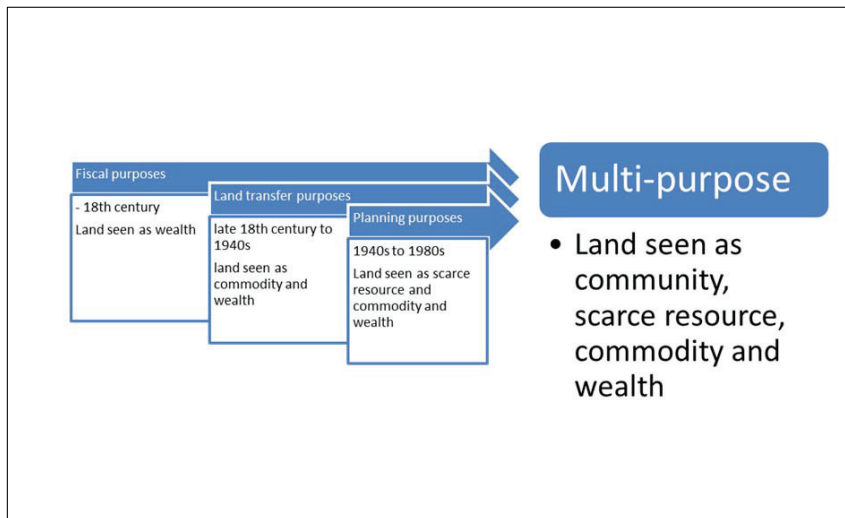 Fiscal purposes
- 18th century
Land seen as wealth
Land transfer purposes
late 18th century to
1940s
land seen as
commodity and
wealth
Planning purposes
1940s to 1980s
Land seen as scarce
resource and
commodity and
wealth
Multi-purpose
• Land seen as
community,
scarce resource,
commodity and
wealth